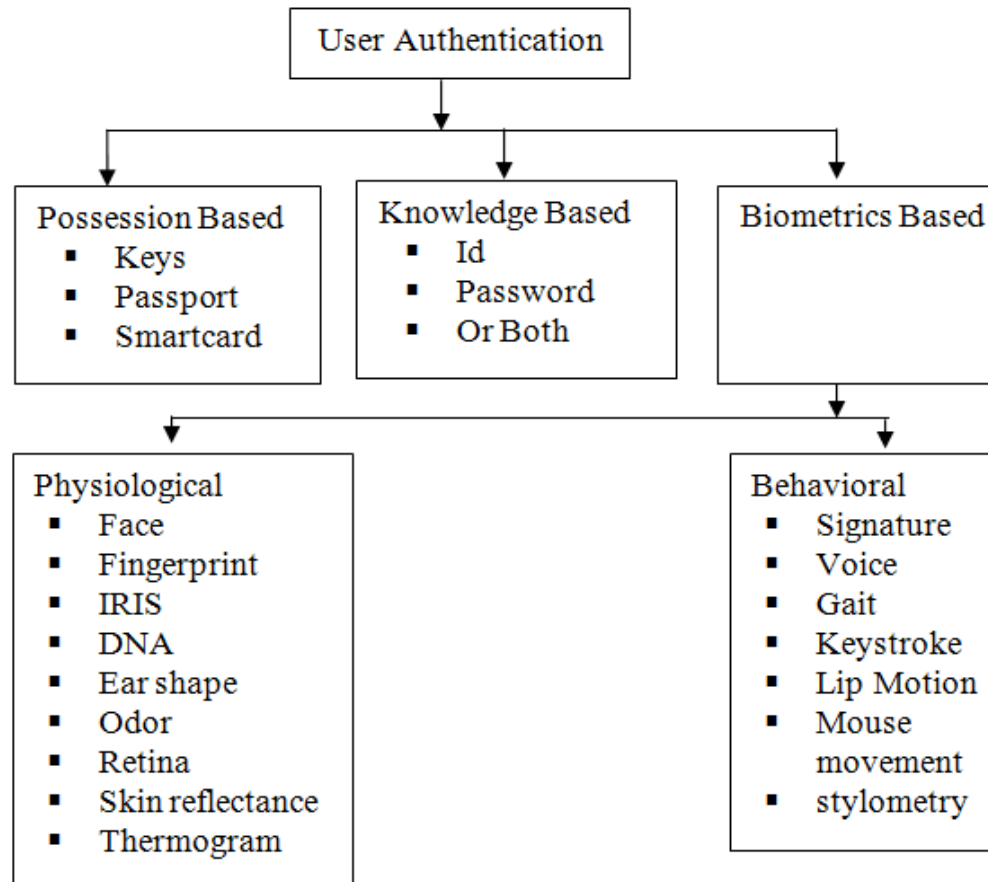 User Authentication
Possession Based
▪ Keys
▪ Passport
▪ Smartcard
Knowledge Based
▪ Id
▪ Password
▪ Or Both
Biometrics Based
Physiological
▪ Face
▪ Fingerprint
▪ IRIS
▪ DNA
▪ Ear shape
▪ Odor
▪ Retina
▪ Skin reflectance
▪ Thermogram
Behavioral
▪ Signature
▪ Voice
▪ Gait
▪ Keystroke
▪ Lip Motion
▪ Mouse
movement
▪ stylometry